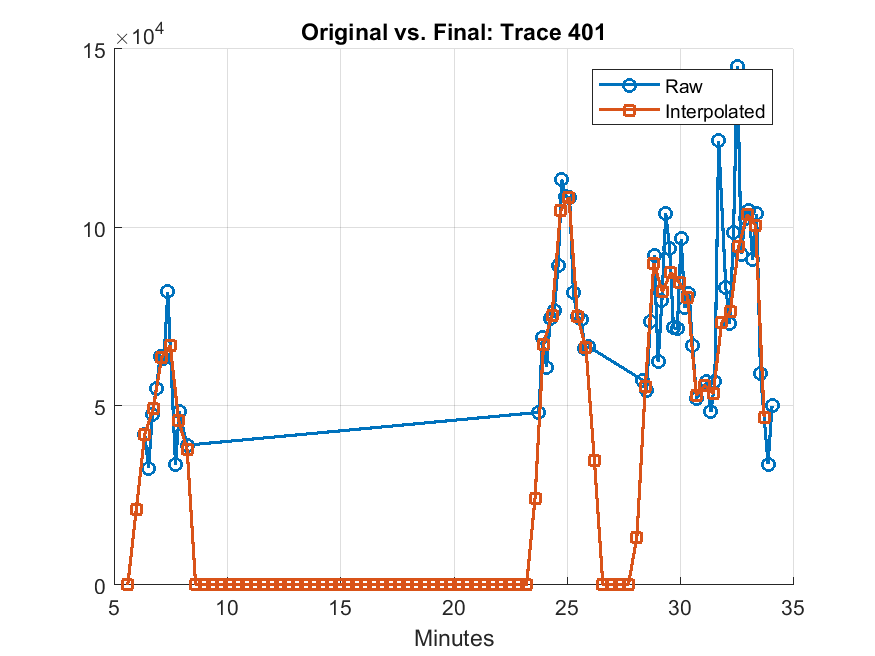 Original vs. Final: Trace 401
×10⁴
15
Raw
Interpolated
10
5
0
5 10 15 20 25 30 35
Minutes